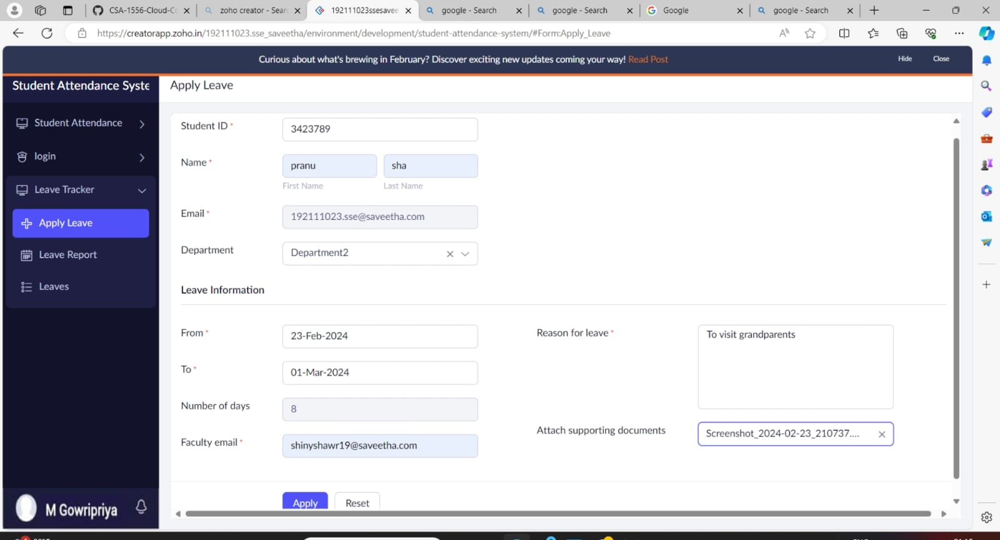 CSA-1556-Cloud-Co
zoho creator - Sear
192111023ssesavee
google - Search
google - Search
Google
google - Search
https://creatorapp.zoho.in/192111023.sse_saveetha/environment/development/student-attendance-system/#Form:Apply_Leave
Curious about what's brewing in February? Discover exciting new updates coming your way! Read Post
Hide
Close
Student Attendance Syste
Apply Leave
Student Attendance
login
Leave Tracker
Apply Leave
Leave Report
Leaves
M Gowripriya
Student ID *
3423789
Name *
pranu
sha
First Name
Last Name
Email *
192111023.sse@saveetha.com
Department
Department2
Leave Information
From *
23-Feb-2024
To *
01-Mar-2024
Number of days
8
Faculty email *
shinyshawr19@saveetha.com
Reason for leave *
To visit grandparents
Attach supporting documents
Screenshot_2024-02-23_210737....
Apply
Reset